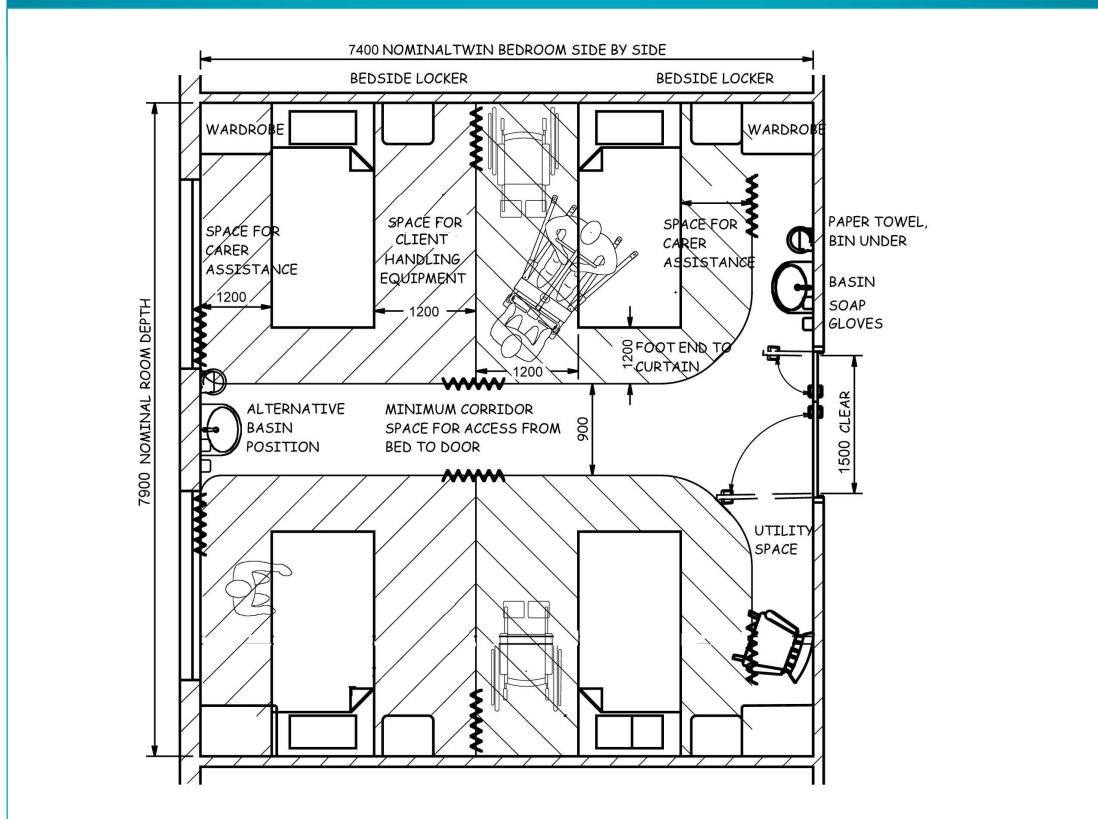 7400 NOMINALTWIN BEDROOM SIDE BY SIDE
BEDSIDE LOCKER
BEDSIDE LOCKER
WARDROBE
WARDROBE
SPACE FOR
CARER
ASSISTANCE
1200
SPACE FOR
CLIENT
HANDLING
EQUIPMENT
1200
SPACE FOR
CARER
ASSISTANCE
PAPER TOWEL,
BIN UNDER
BASIN
SOAP
GLOVES
7900 NOMINAL ROOM DEPTH
1200
1200
FOOT END TO
CURTAIN
ALTERNATIVE
BASIN
POSITION
MINIMUM CORRIDOR
SPACE FOR ACCESS FROM
BED TO DOOR
900
1500 CLEAR
UTILITY
SPACE